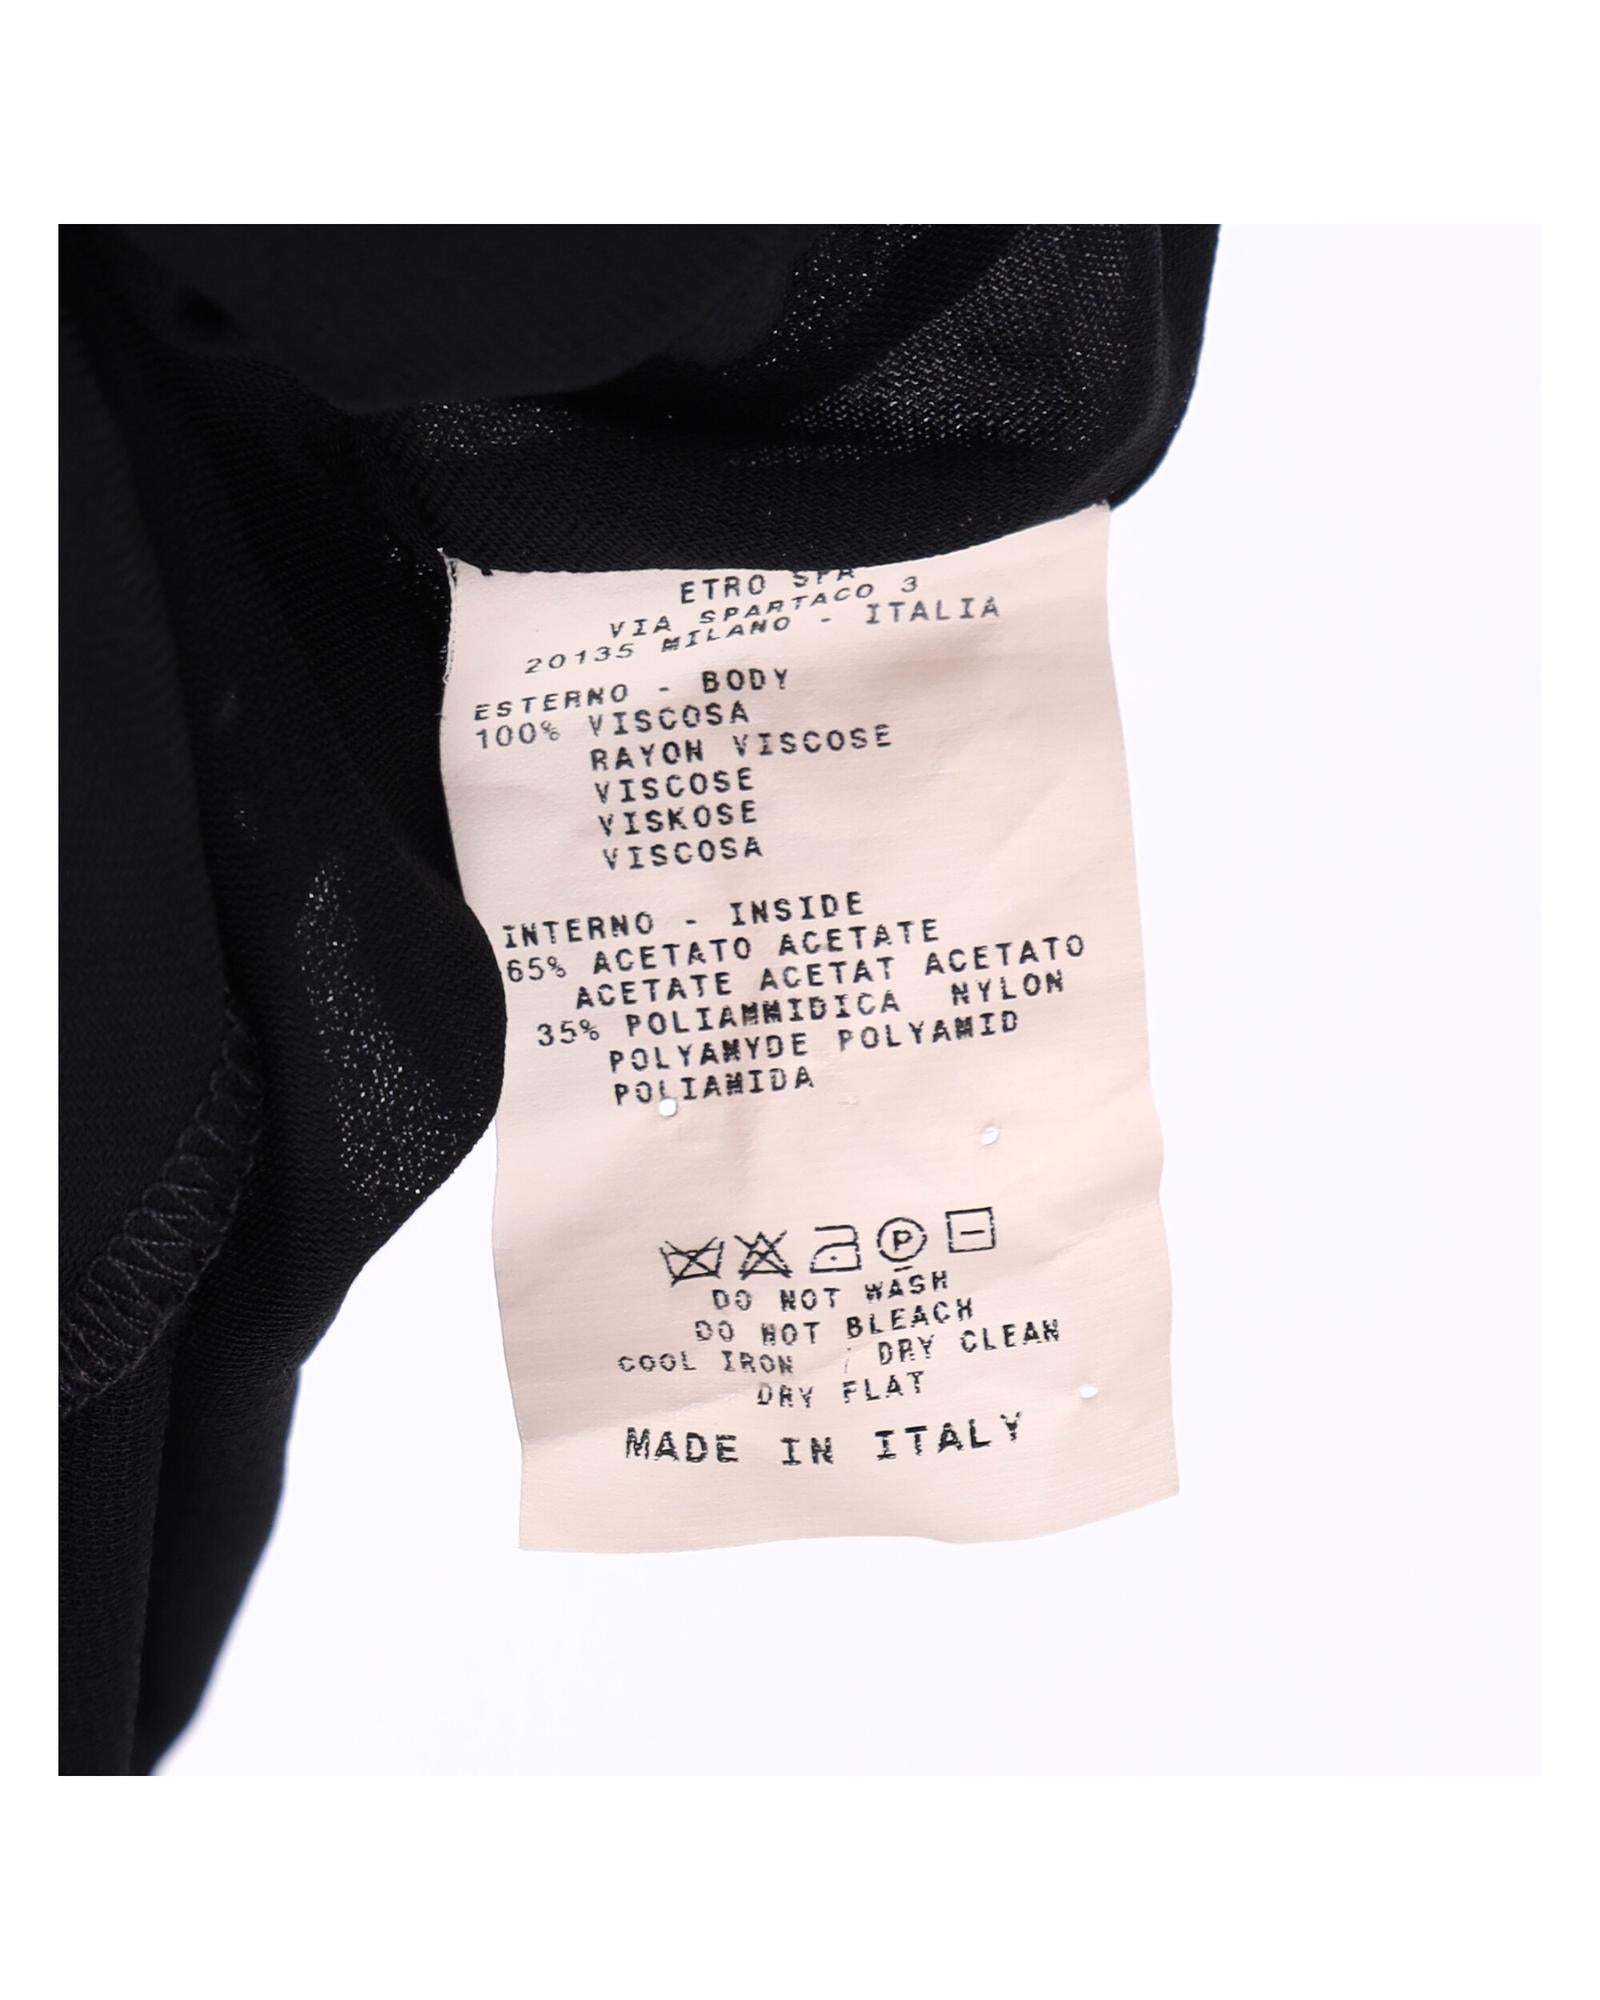 ETRO SPA
VIA SPARTACO 3
20135 MILANO - ITALIA
ESTERNO - BODY
100% VISCOSA
RAYON VISCOSE
VISCOSE
VISKOSE
VISCOSA
INTERNO - INSIDE
65% ACETATO ACETATE
ACETATE ACETAT ACETATO
35% POLIAMMIDICA NYLON
POLYAMYDE POLYAMID
POLIAMIDA
P
DO NOT WASH
DO NOT BLEACH
COOL IRON / DRY CLEAN
DRY FLAT
MADE IN ITALY